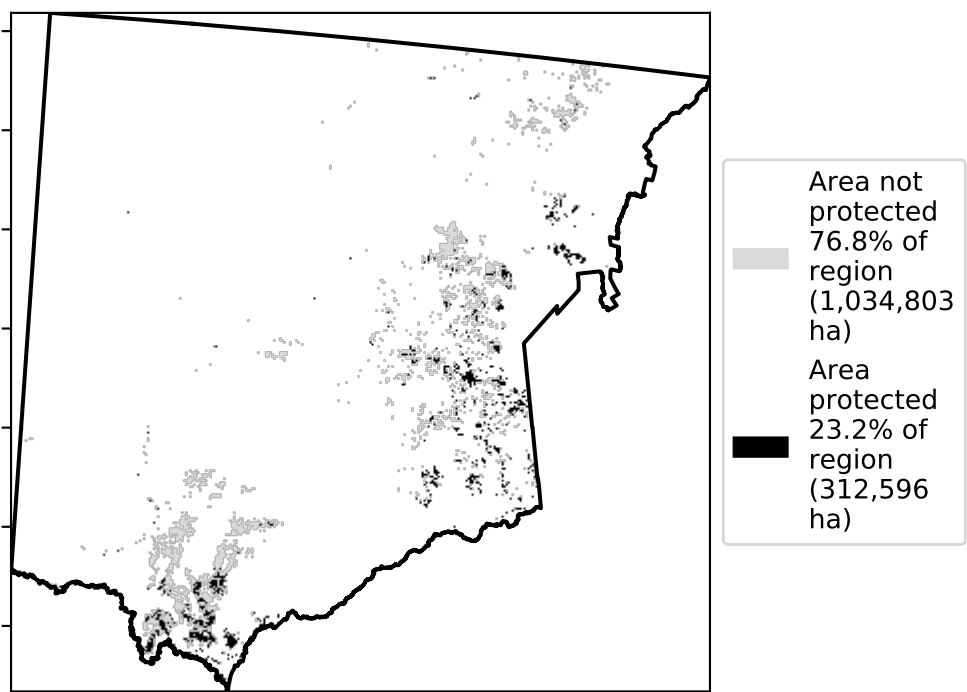 Area not
protected
76.8% of
region
(1,034,803
ha)
Area
protected
23.2% of
region
(312,596
ha)